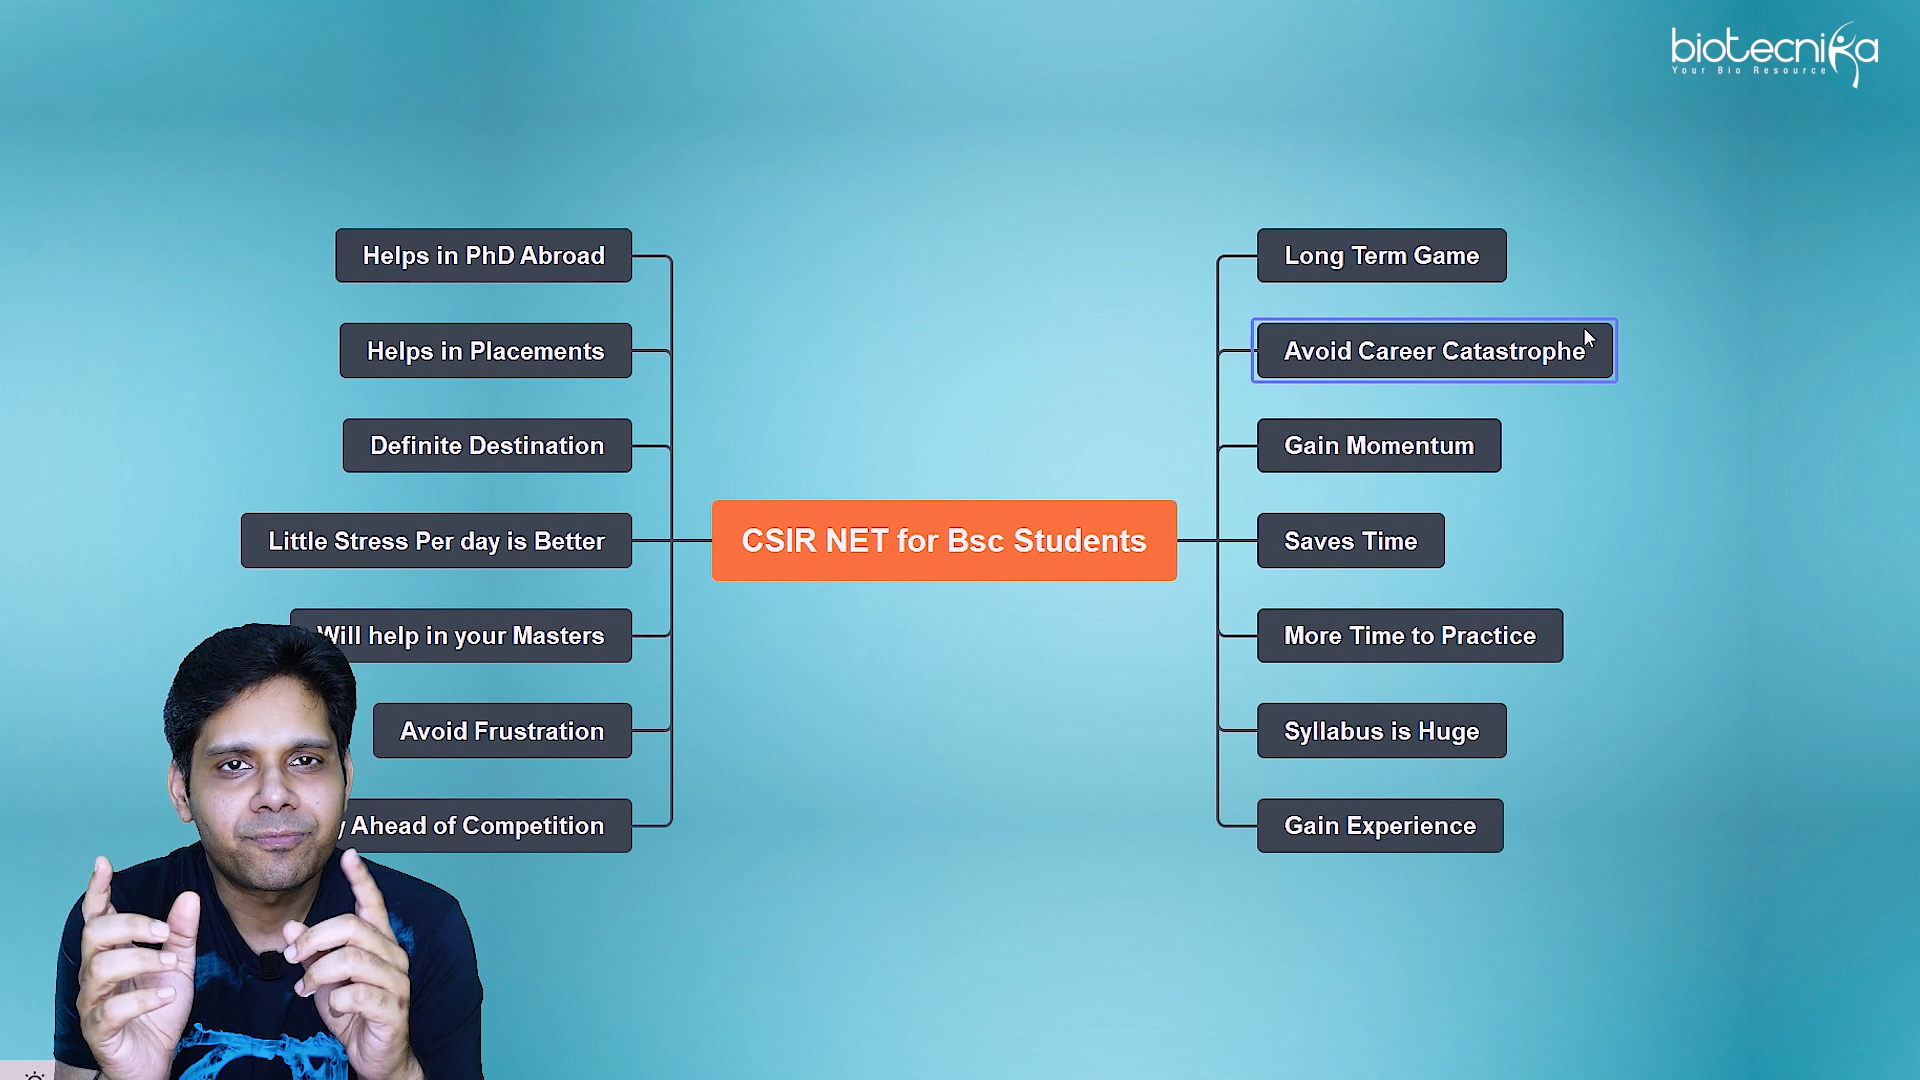 biotecnika
Your Bio Resource
Helps in PhD Abroad
Helps in Placements
Definite Destination
Little Stress Per day is Better
Will help in your Masters
Avoid Frustration
Ahead of Competition
CSIR NET for Bsc Students
Long Term Game
Avoid Career Catastrophe
Gain Momentum
Saves Time
More Time to Practice
Syllabus is Huge
Gain Experience